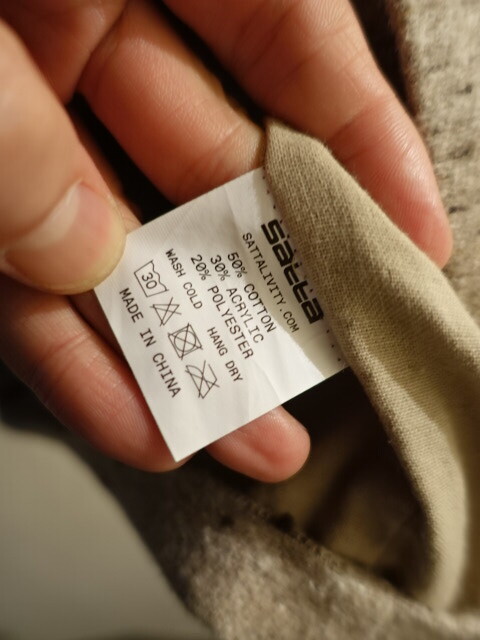 satta
SATTALIVITY.COM
50% COTTON
30% ACRYLIC
20% POLYESTER
WASH COLD HANG DRY
30
MADE IN CHINA